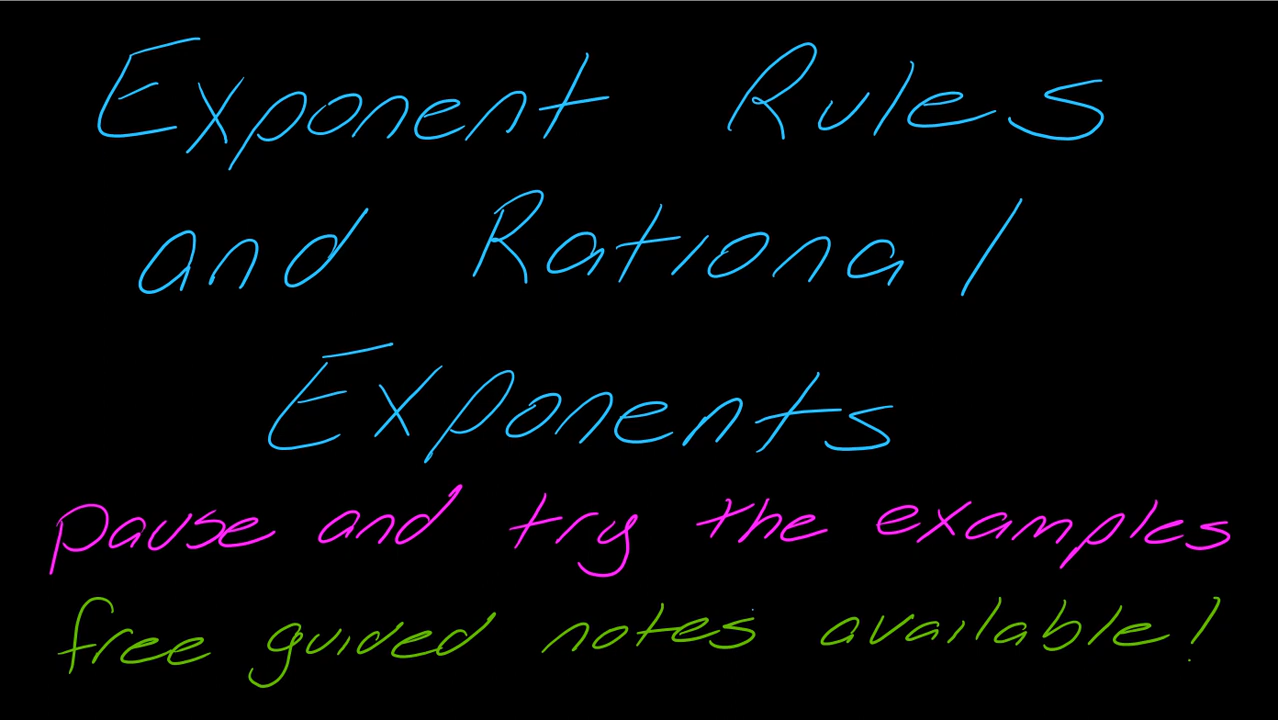 Exponent Rules
and Rational
Exponents
pause and try the examples
free guided notes available!